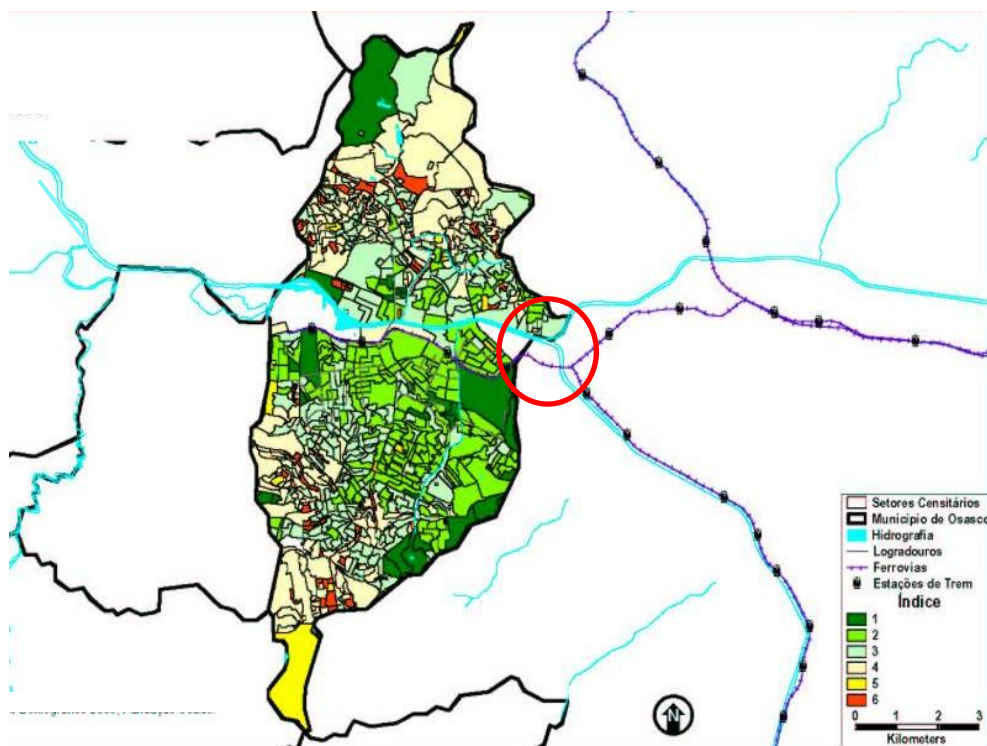 Setores Censitários
Município de Osasco
Hidrografia
Logradouros
Ferrovias
Estações de Trem
Índice
1
2
3
4
5
6
N
0 1 2 3
Kilometers